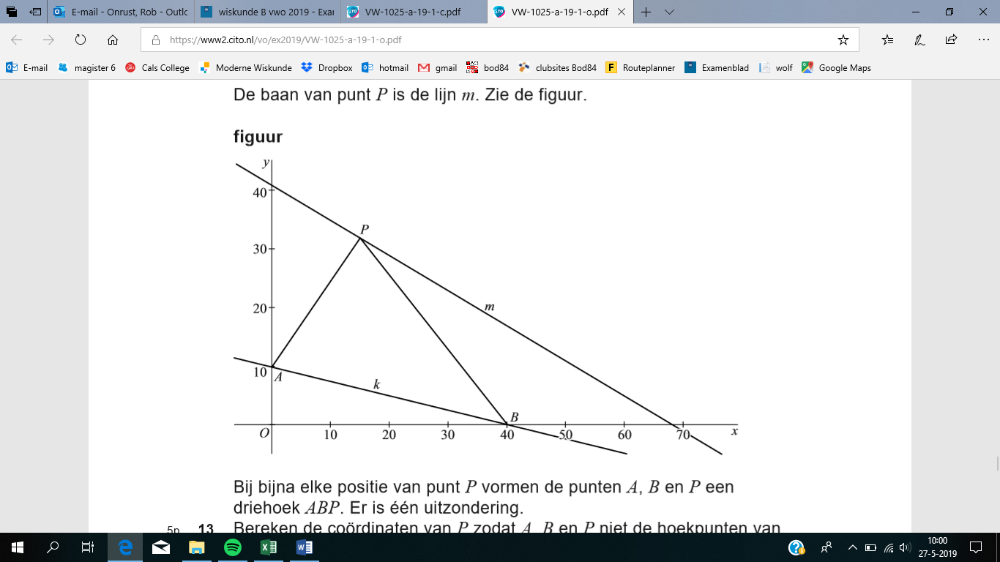 E-mail - Onrust, Rob - Outlo
wiskunde B vwo 2019 - Exar
VW-1025-a-19-1-c.pdf
VW-1025-a-19-1-o.pdf
https://www2.cito.nl/vo/ex2019/VW-1025-a-19-1-o.pdf
E-mail
magister 6
Cals College
Moderne Wiskunde
Dropbox
hotmail
gmail
bod84
clubsites Bod84
Routeplanner
Examenblad
wolf
Google Maps
De baan van punt P is de lijn m. Zie de figuur.
figuur
y
40
P
30
m
20
10
A
k
B
O
10
20
30
40
50
60
70
x
Bij bijna elke positie van punt P vormen de punten A, B en P een
driehoek ABP. Er is één uitzondering.
5p 13 Bereken de coördinaten van P zodat A, B en P niet de hoekpunten van
10:00
27-5-2019